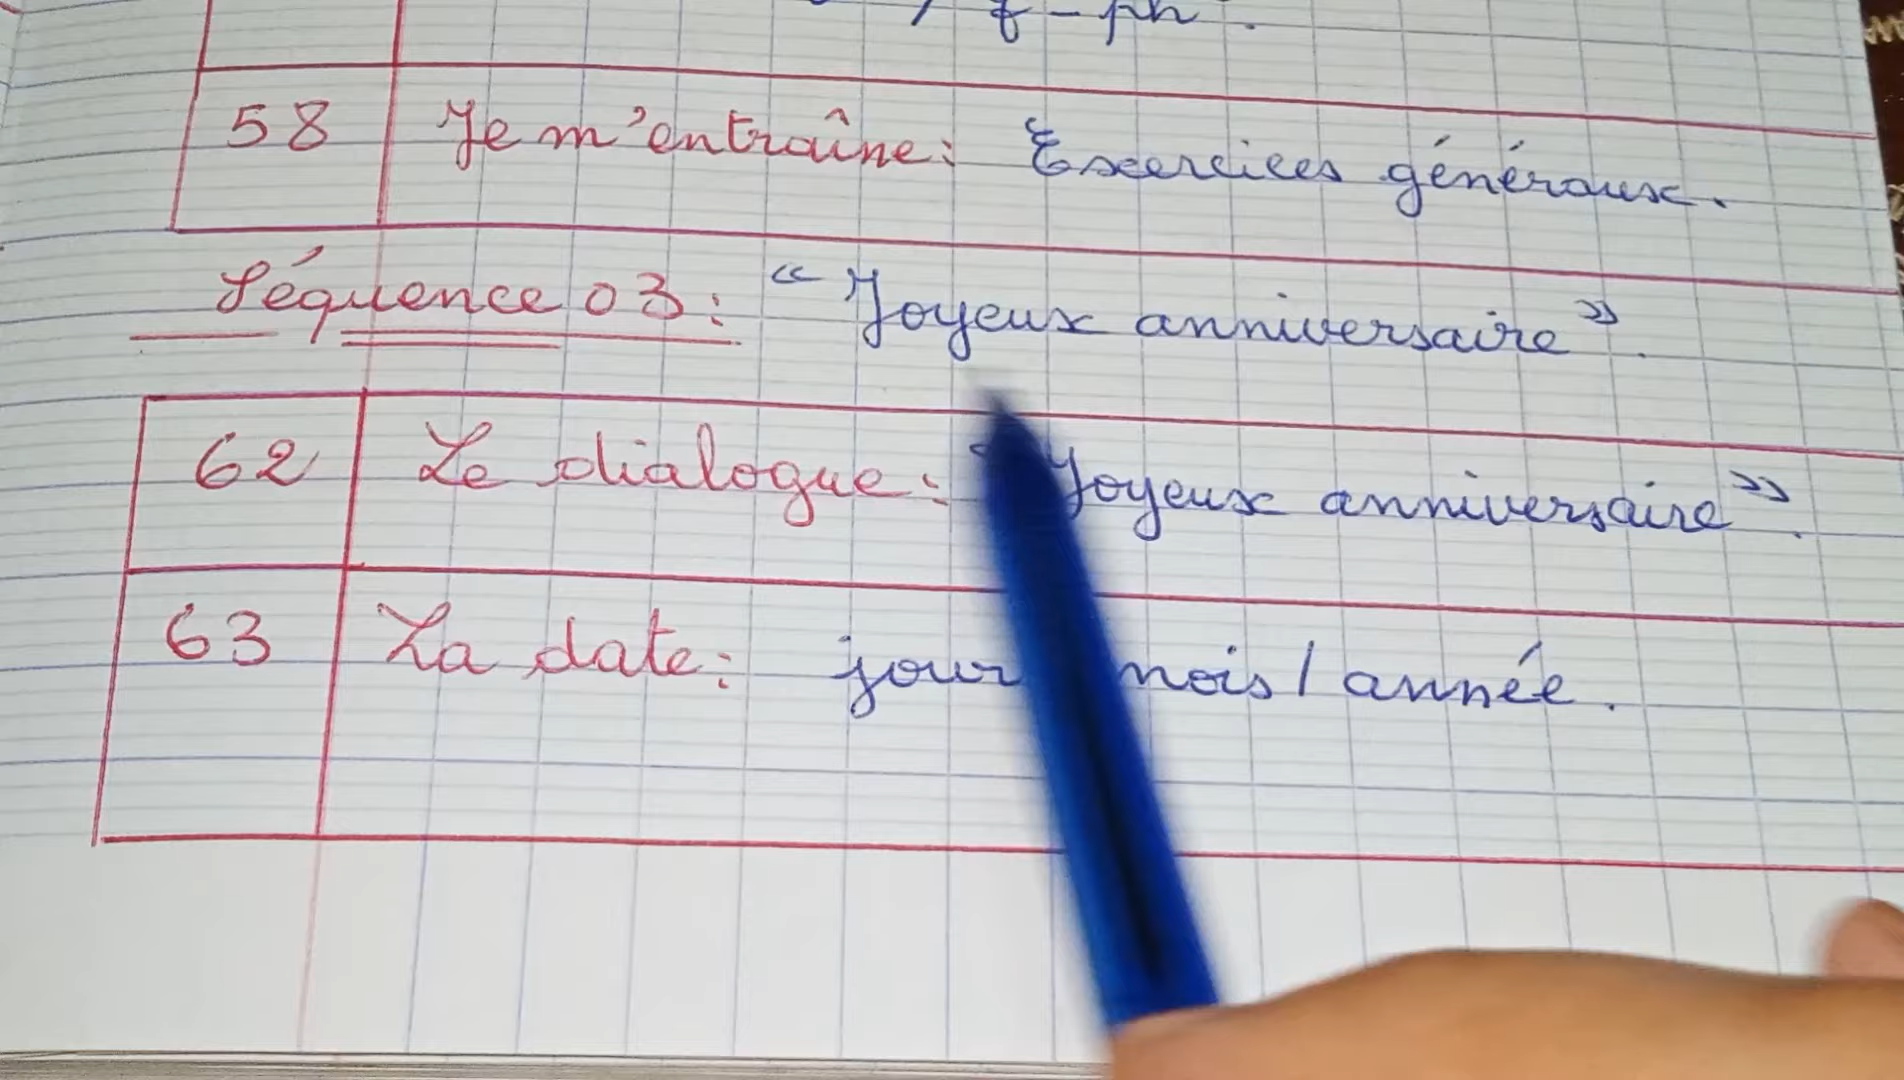 f - ph.
58 Je m'entraîne: Exercices généraux.
Séquence 03: "Joyeux anniversaire".
62 Le dialogue: "Joyeux anniversaire".
63 La date: jour mois / année.